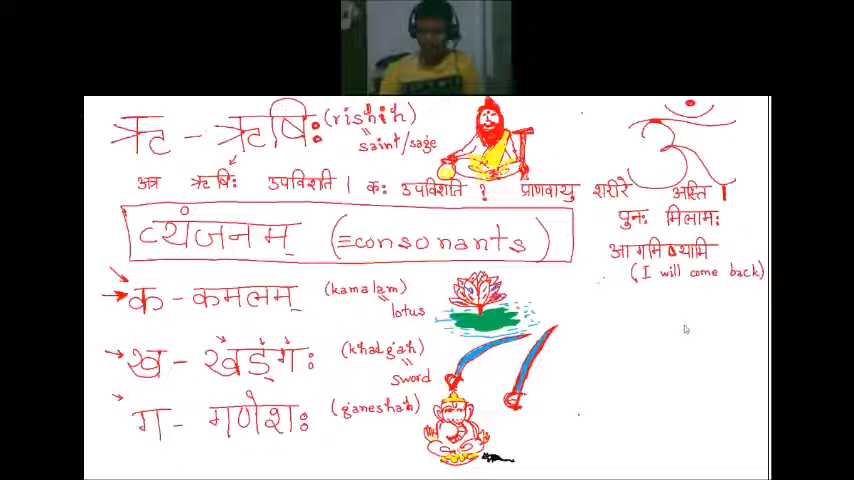 ऋ - ऋषिः (rishih)
saint/sage
अत्र ऋषिः उपविशति । कः उपविशति ? प्राणवायु शरीरे अस्ति ।
पुनः मिलामः
व्यंजनम् (≡consonants)
आगमिष्यामि
(I will come back)
क - कमलम् (kamalam)
lotus
ख - खड्गः (khadgah)
sword
ग - गणेशः (ganeshah)